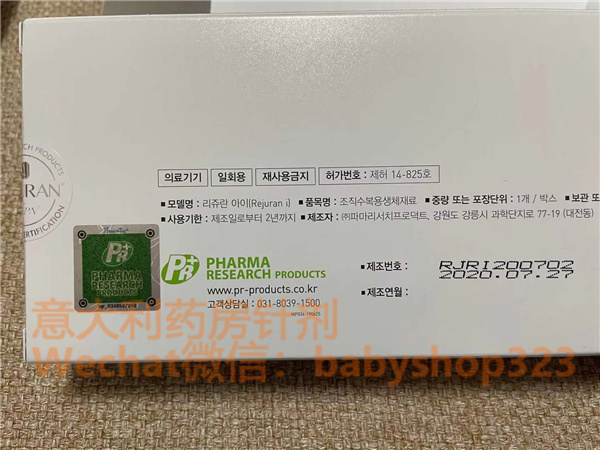 의료기기 일회용 재사용금지 허가번호 : 제허 14-825호
■ 모델명 : 리쥬란 아이(Rejuran i) ■ 품목명 : 조직수복용생체재료 ■ 중량 또는 포장단위 : 1개 / 박스 ■ 보관 또
■ 사용기한 : 제조일로부터 2년까지 ■ 제조자 : ㈜파마리서치프로덕트, 강원도 강릉시 과학단지로 77-19 (대전동)
PRODUCTS
RAN
CERTIFICATION
PR
PHARMA
RESEARCH
PRODUCTS
PR
PHARMA
RESEARCH PRODUCTS
www.pr-products.co.kr
고객상담실 : 031-8039-1500
■ 제조번호 : RJRI200702
2020.07.27
■ 제조연월 :
意大利药房针剂
Wechat微信：babyshop323